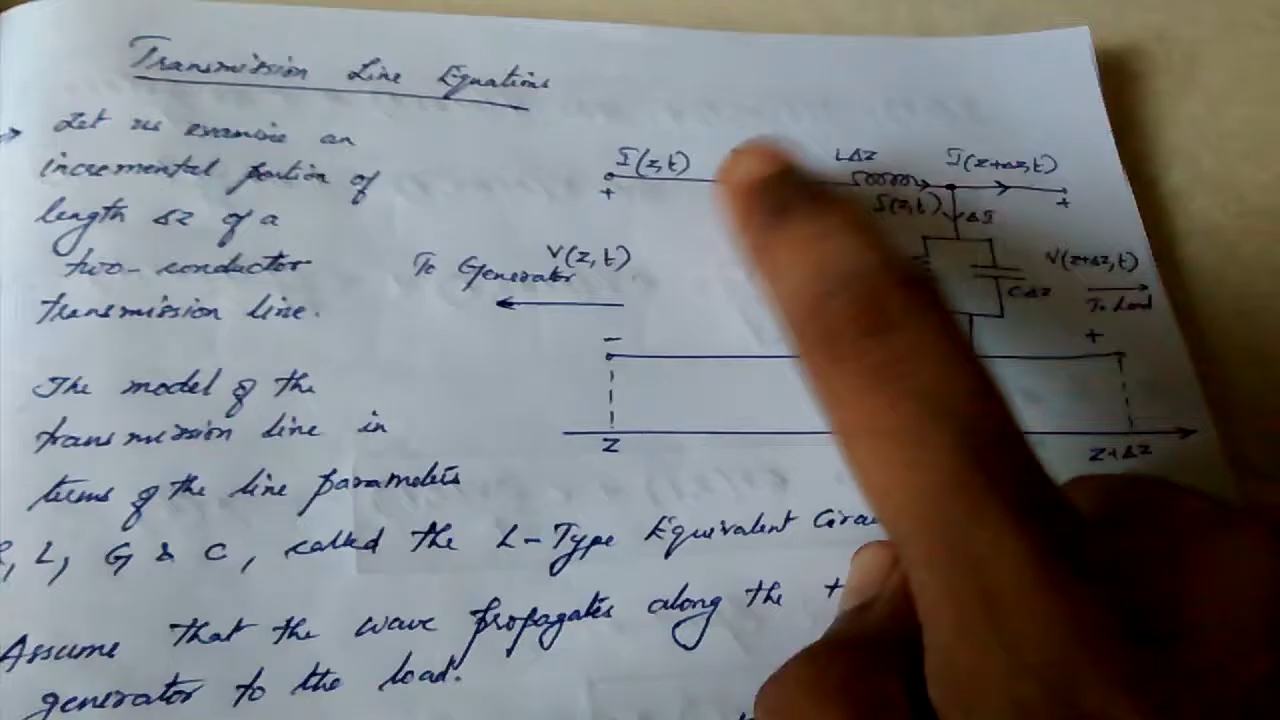 Transmission Line Equations
Let us examine an
incremental portion of
length Δz of a
two-conductor
transmission line.
The model of the
transmission line in
terms of the line parameters
R, L, G & C, called the L-Type Equivalent
Assume that the wave propagates along the
generator to the load.
I(z,t)
LΔz
I(z+Δz,t)
+
+
I(z,t)
ΔI
V(z,t)
To Generator
V(z+Δz,t)
CΔz
To Load
-
+
z
z+Δz